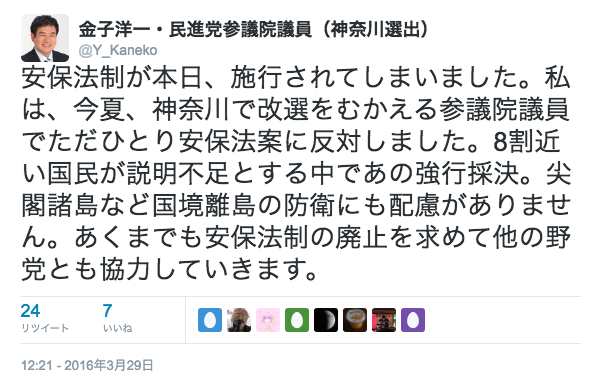 金子洋一・民進党参議院議員（神奈川選出）
@Y_Kaneko
安保法制が本日、施行されてしまいました。私
は、今夏、神奈川で改選をむかえる参議院議員
でただひとり安保法案に反対しました。8割近
い国民が説明不足とする中であの強行採決。尖
閣諸島など国境離島の防衛にも配慮がありませ
ん。あくまでも安保法制の廃止を求めて他の野
党とも協力していきます。
24 7
リツイート いいね
12:21 - 2016年3月29日